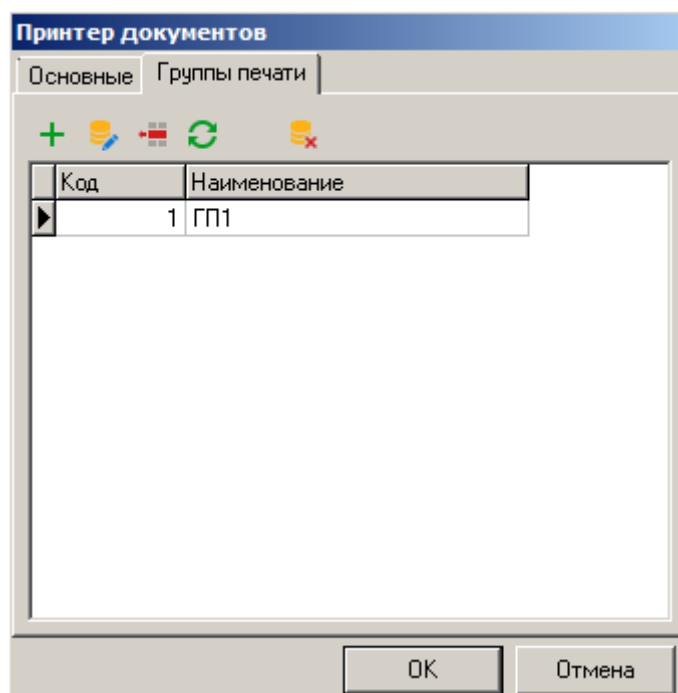 Принтер документов
Основные Группы печати
Код Наименование
1 ГП1
OK Отмена